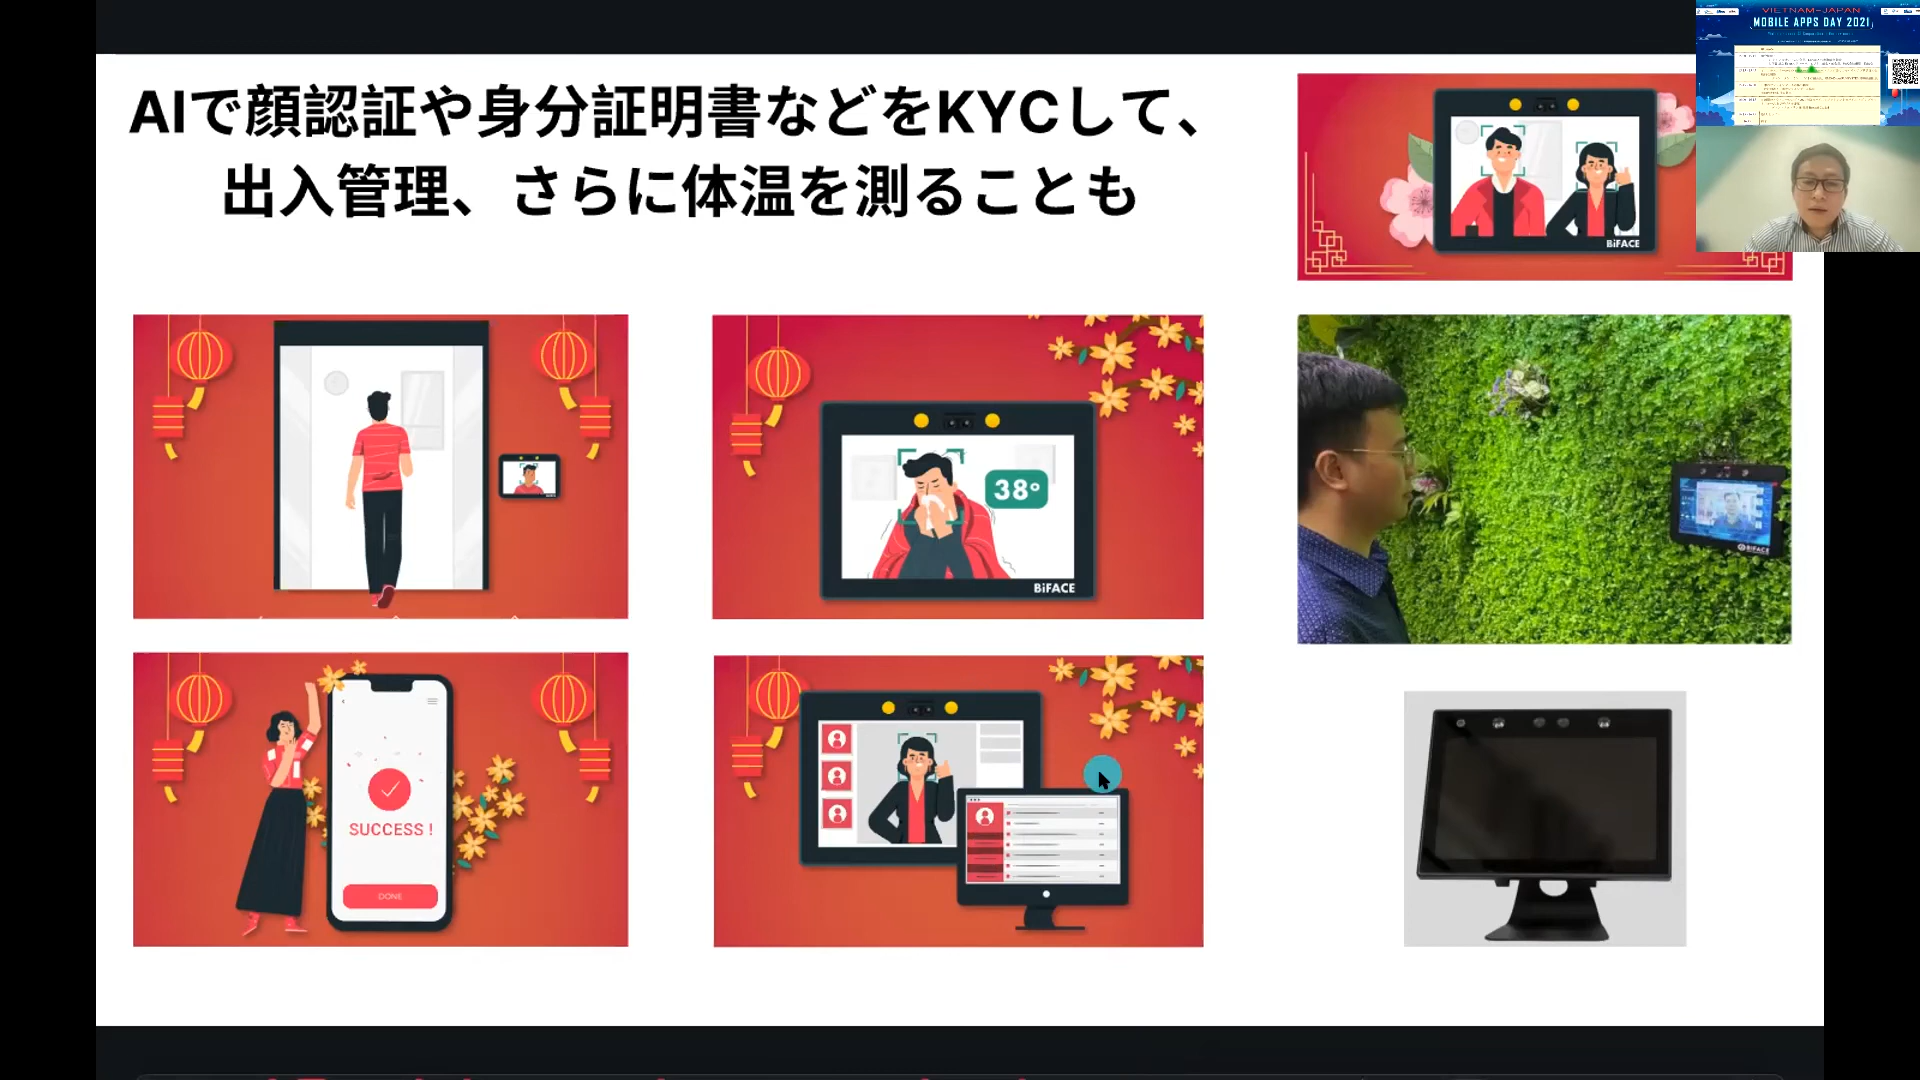 AIで顔認証や身分証明書などをKYCして、
出入管理、さらに体温を測ることも
BiFACE
VIETNAM-JAPAN
MOBILE APPS DAY 2021
38°
BiFACE
BIFACE
SUCCESS !
DONE